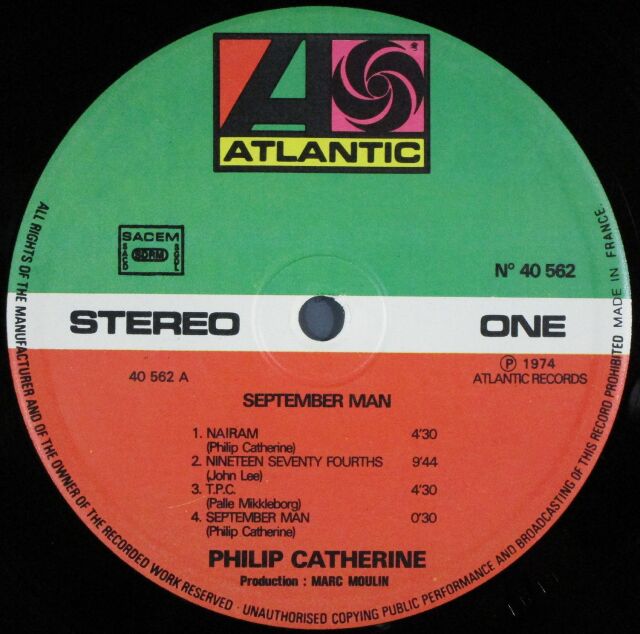 ATLANTIC
SACEM
SACD SDRM SGDL
N° 40 562
STEREO
ONE
40 562 A
℗ 1974
ATLANTIC RECORDS
SEPTEMBER MAN
1. NAIRAM 4'30
(Philip Catherine)
2. NINETEEN SEVENTY FOURTHS 9'44
(John Lee)
3. T.P.C. 4'30
(Palle Mikkleborg)
4. SEPTEMBER MAN 0'30
(Philip Catherine)
PHILIP CATHERINE
Production : MARC MOULIN
ALL RIGHTS OF THE MANUFACTURER AND OF THE OWNER OF THE RECORDED WORK RESERVED · UNAUTHORISED COPYING PUBLIC PERFORMANCE AND BROADCASTING OF THIS RECORD PROHIBITED MADE IN FRANCE